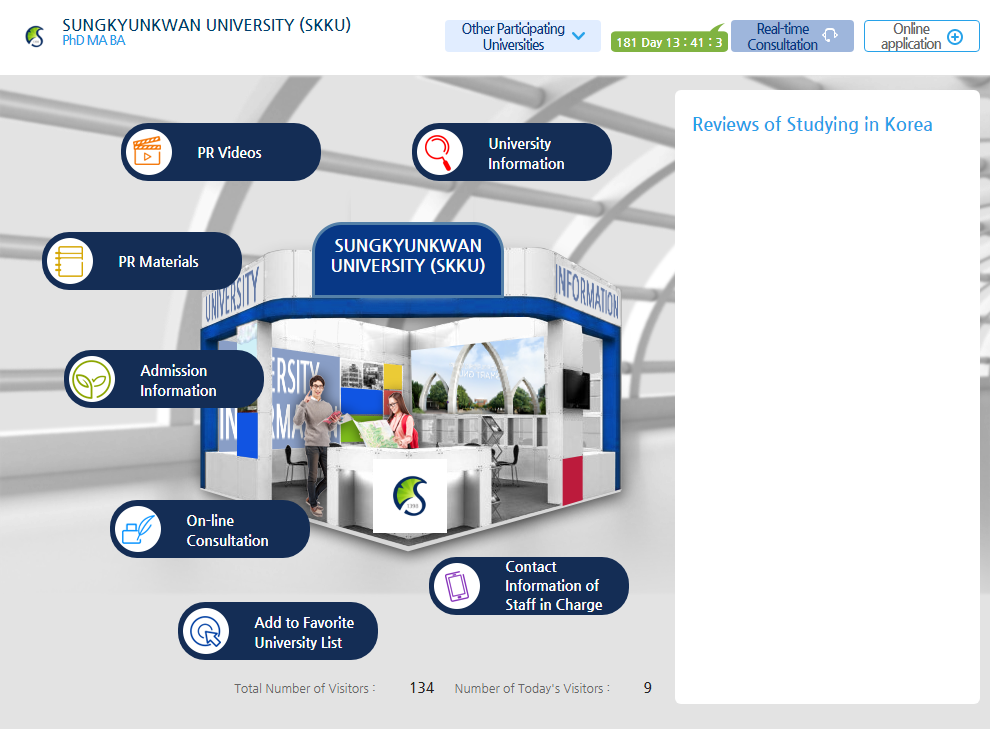 SUNGKYUNKWAN UNIVERSITY (SKKU)
PhD MA BA
Other Participating
Universities
181 Day 13 : 41 : 3
Real-time
Consultation
Online
application
Reviews of Studying in Korea
PR Videos
University
Information
PR Materials
SUNGKYUNKWAN
UNIVERSITY (SKKU)
UNIVERSITY
INFORMATION
Admission
Information
On-line
Consultation
Contact
Information of
Staff in Charge
Add to Favorite
University List
Total Number of Visitors : 134 Number of Today's Visitors : 9